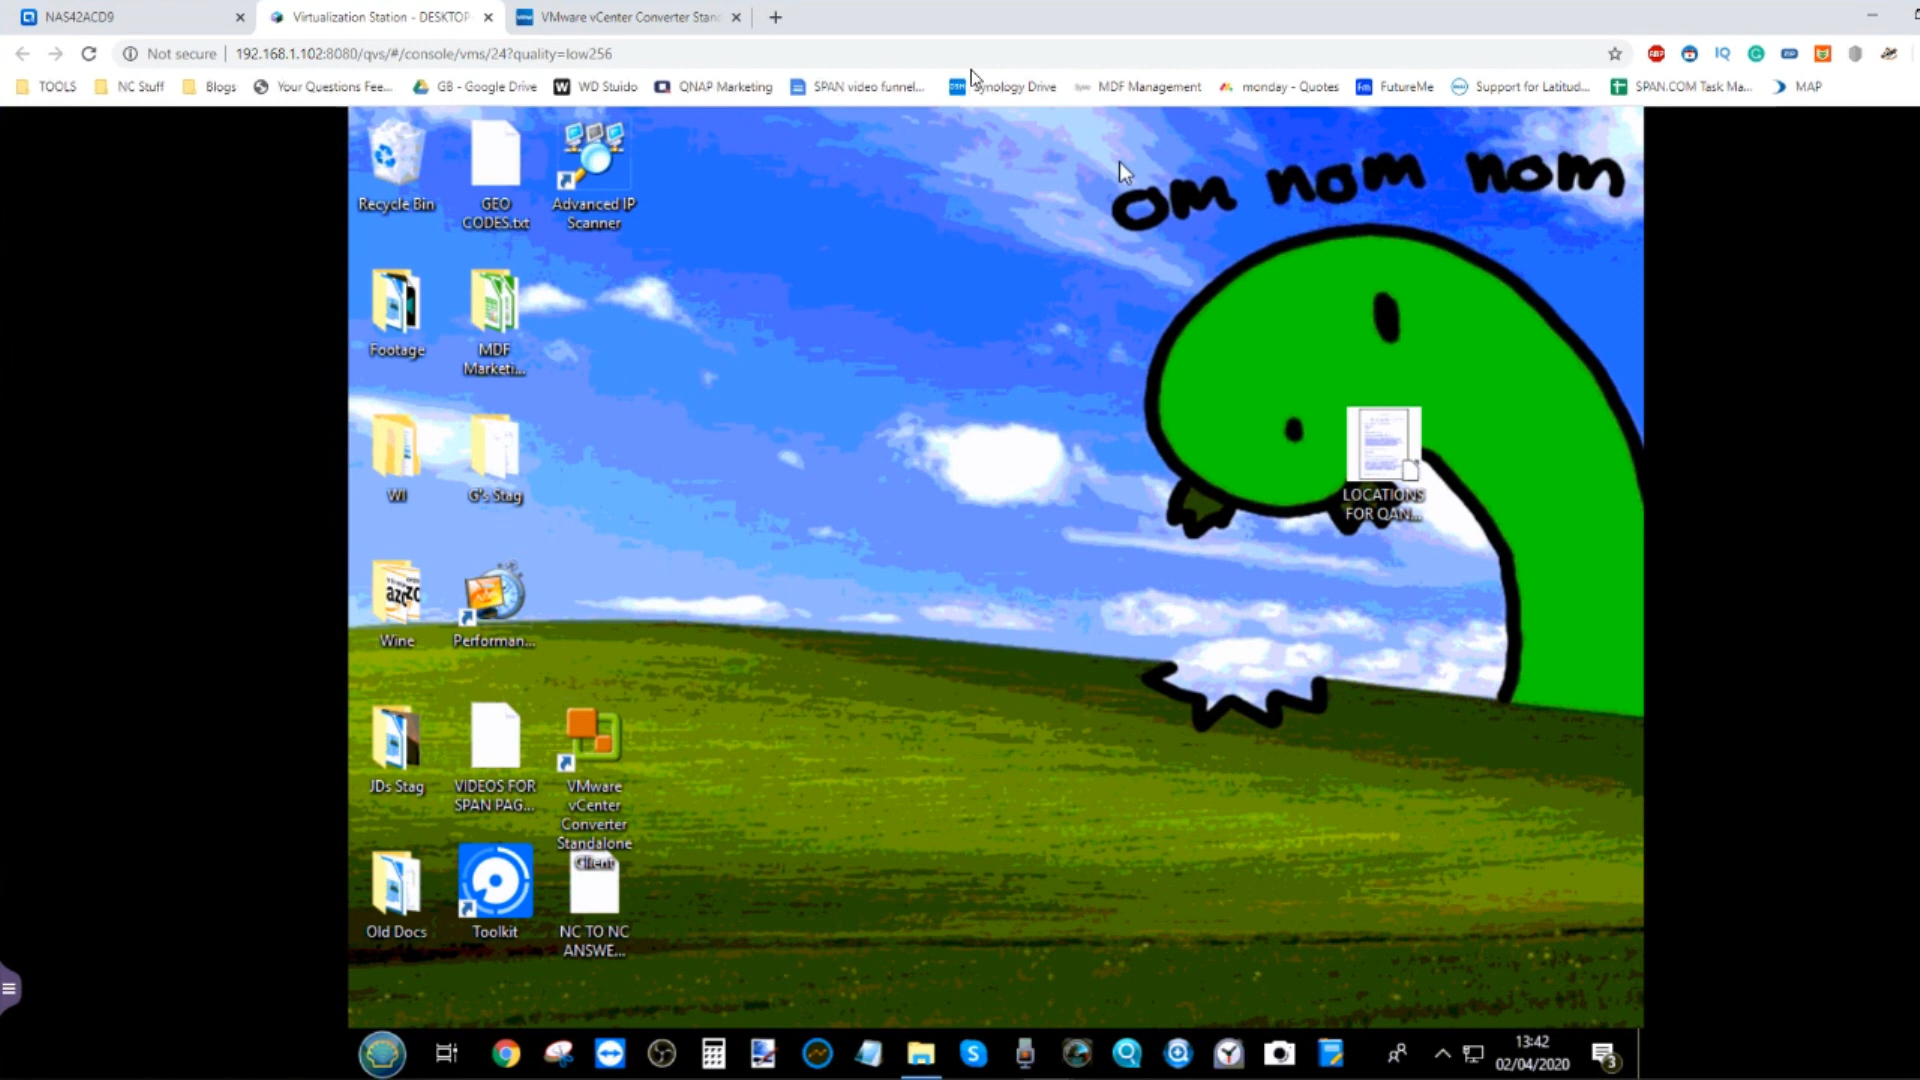 NAS42ACD9
Virtualization Station - DESKTOP
VMware vCenter Converter Stan
Not secure
192.168.1.102:8080/qvs/#/console/vms/24?quality=low256
TOOLS
NC Stuff
Blogs
Your Questions Fee...
GB - Google Drive
WD Stuido
QNAP Marketing
SPAN video funnel...
Synology Drive
MDF Management
monday - Quotes
FutureMe
Support for Latitud...
SPAN.COM Task Ma...
MAP
om nom nom
Recycle Bin
GEO
CODES.txt
Advanced IP
Scanner
Footage
MDF
Marketi...
WI
G's Stag
LOCATIONS
FOR QAN...
Wine
Performan...
JDs Stag
VIDEOS FOR
SPAN PAG...
VMware
vCenter
Converter
Standalone
Client
Old Docs
Toolkit
NC TO NC
ANSWE...
13:42
02/04/2020
3